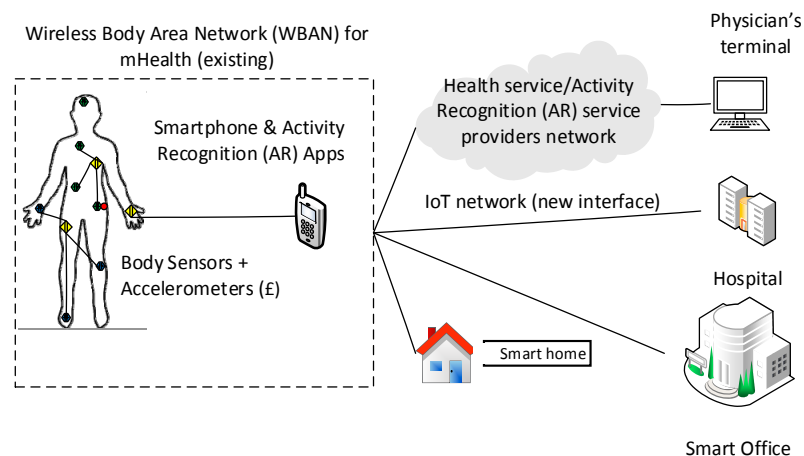 Wireless Body Area Network (WBAN) for
mHealth (existing)
Physician's
terminal
Health service/Activity
Recognition (AR) service
providers network
Smartphone & Activity
Recognition (AR) Apps
IoT network (new interface)
Body Sensors +
Accelerometers (£)
Hospital
Smart home
Smart Office